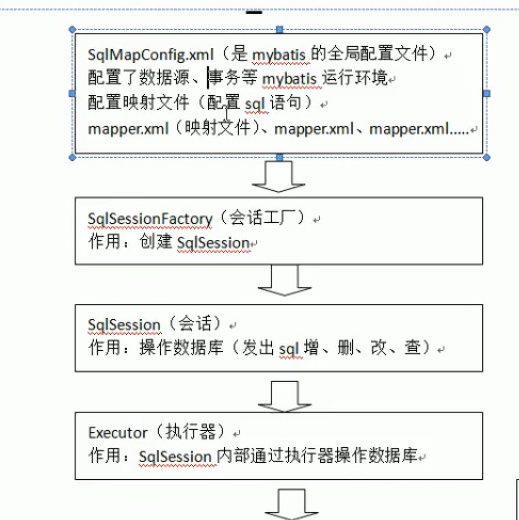 SqlMapConfig.xml（是 mybatis 的全局配置文件）
配置了数据源、事务等 mybatis 运行环境
配置映射文件（配置 sql 语句）
mapper.xml（映射文件）、mapper.xml、mapper.xml.....
SqlSessionFactory（会话工厂）
作用：创建 SqlSession
SqlSession（会话）
作用：操作数据库（发出 sql 增、删、改、查）
Executor（执行器）
作用：SqlSession 内部通过执行器操作数据库